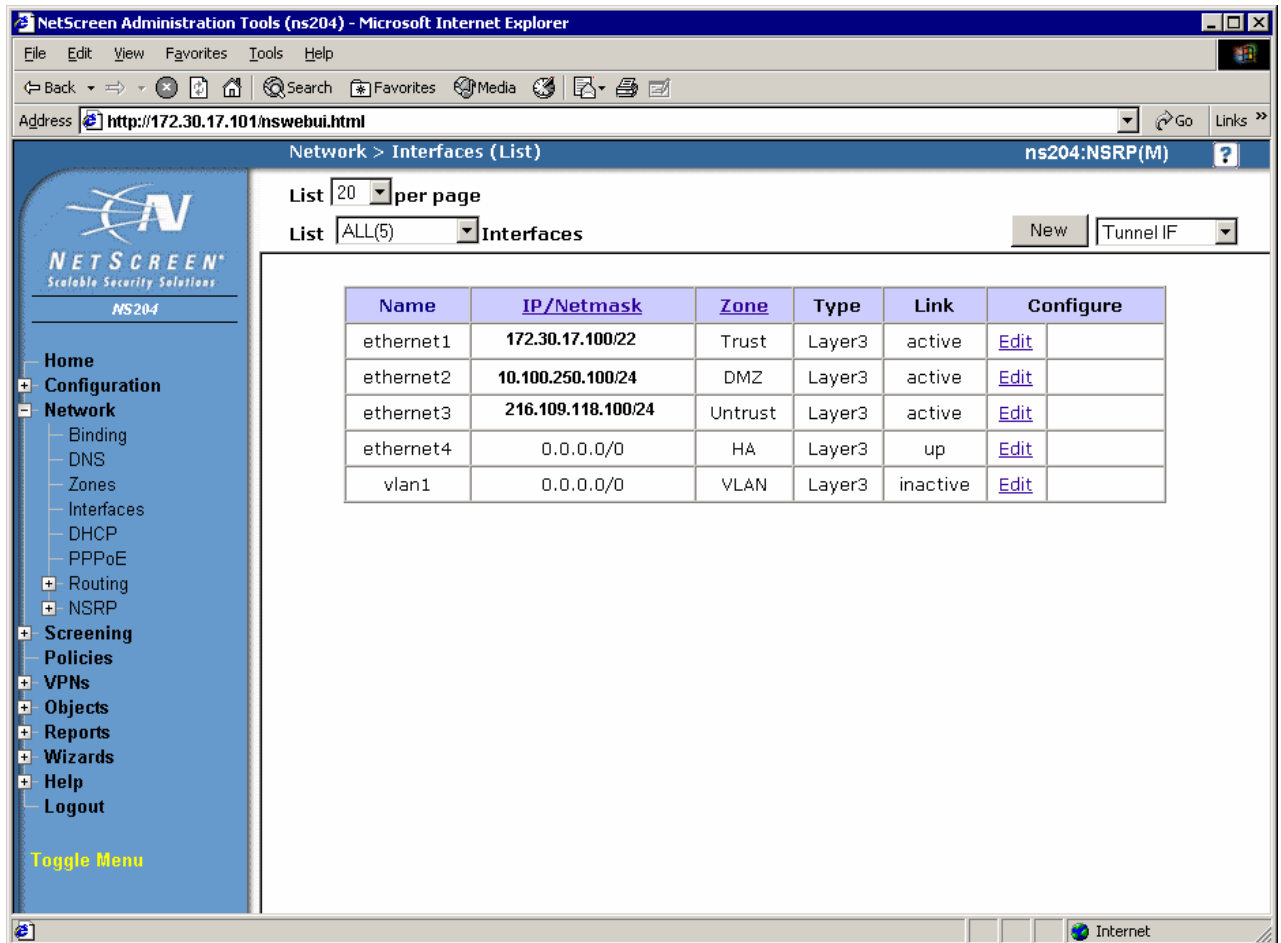 NetScreen Administration Tools (ns204) - Microsoft Internet Explorer
File Edit View Favorites Tools Help
Back Search Favorites Media
Address http://172.30.17.101/nswebui.html Go Links »
Network > Interfaces (List) ns204:NSRP(M) ?
N
NETSCREEN
Scalable Security Solutions
NS204
Home
Configuration
Network
Binding
DNS
Zones
Interfaces
DHCP
PPPoE
Routing
NSRP
Screening
Policies
VPNs
Objects
Reports
Wizards
Help
Logout
Toggle Menu
List 20 per page
List ALL(5) Interfaces New Tunnel IF
Name IP/Netmask Zone Type Link Configure
ethernet1 172.30.17.100/22 Trust Layer3 active Edit
ethernet2 10.100.250.100/24 DMZ Layer3 active Edit
ethernet3 216.109.118.100/24 Untrust Layer3 active Edit
ethernet4 0.0.0.0/0 HA Layer3 up Edit
vlan1 0.0.0.0/0 VLAN Layer3 inactive Edit
Internet